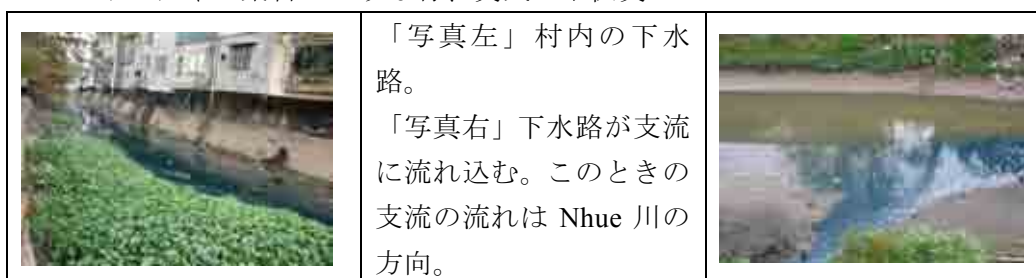 「写真左」村内の下水
路。
「写真右」下水路が支流
に流れ込む。このときの
支流の流れは Nhue 川の
方向。